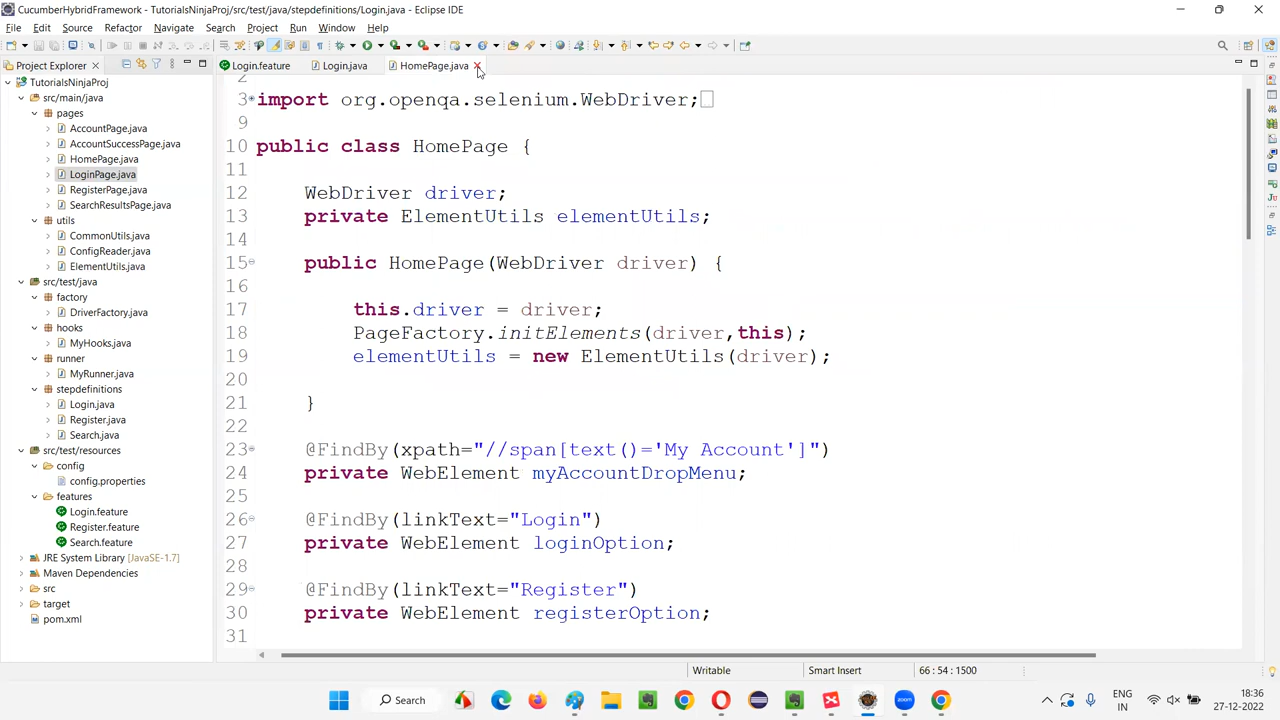 CucumberHybridFramework - TutorialsNinjaProj/src/test/java/stepdefinitions/Login.java - Eclipse IDE
File Edit Source Refactor Navigate Search Project Run Window Help
Project Explorer
Login.feature Login.java HomePage.java
TutorialsNinjaProj
src/main/java
pages
AccountPage.java
AccountSuccessPage.java
HomePage.java
LoginPage.java
RegisterPage.java
SearchResultsPage.java
utils
CommonUtils.java
ConfigReader.java
ElementUtils.java
src/test/java
factory
DriverFactory.java
hooks
MyHooks.java
runner
MyRunner.java
stepdefinitions
Login.java
Register.java
Search.java
src/test/resources
config
config.properties
features
Login.feature
Register.feature
Search.feature
JRE System Library [JavaSE-1.7]
Maven Dependencies
src
target
pom.xml
2
3 import org.openqa.selenium.WebDriver;
9
10 public class HomePage {
11
12 WebDriver driver;
13 private ElementUtils elementUtils;
14
15 public HomePage(WebDriver driver) {
16
17 this.driver = driver;
18 PageFactory.initElements(driver,this);
19 elementUtils = new ElementUtils(driver);
20
21 }
22
23 @FindBy(xpath="//span[text()='My Account']")
24 private WebElement myAccountDropMenu;
25
26 @FindBy(linkText="Login")
27 private WebElement loginOption;
28
29 @FindBy(linkText="Register")
30 private WebElement registerOption;
31
Writable Smart Insert 66 : 54 : 1500
Search
ENG
IN
18:36
27-12-2022